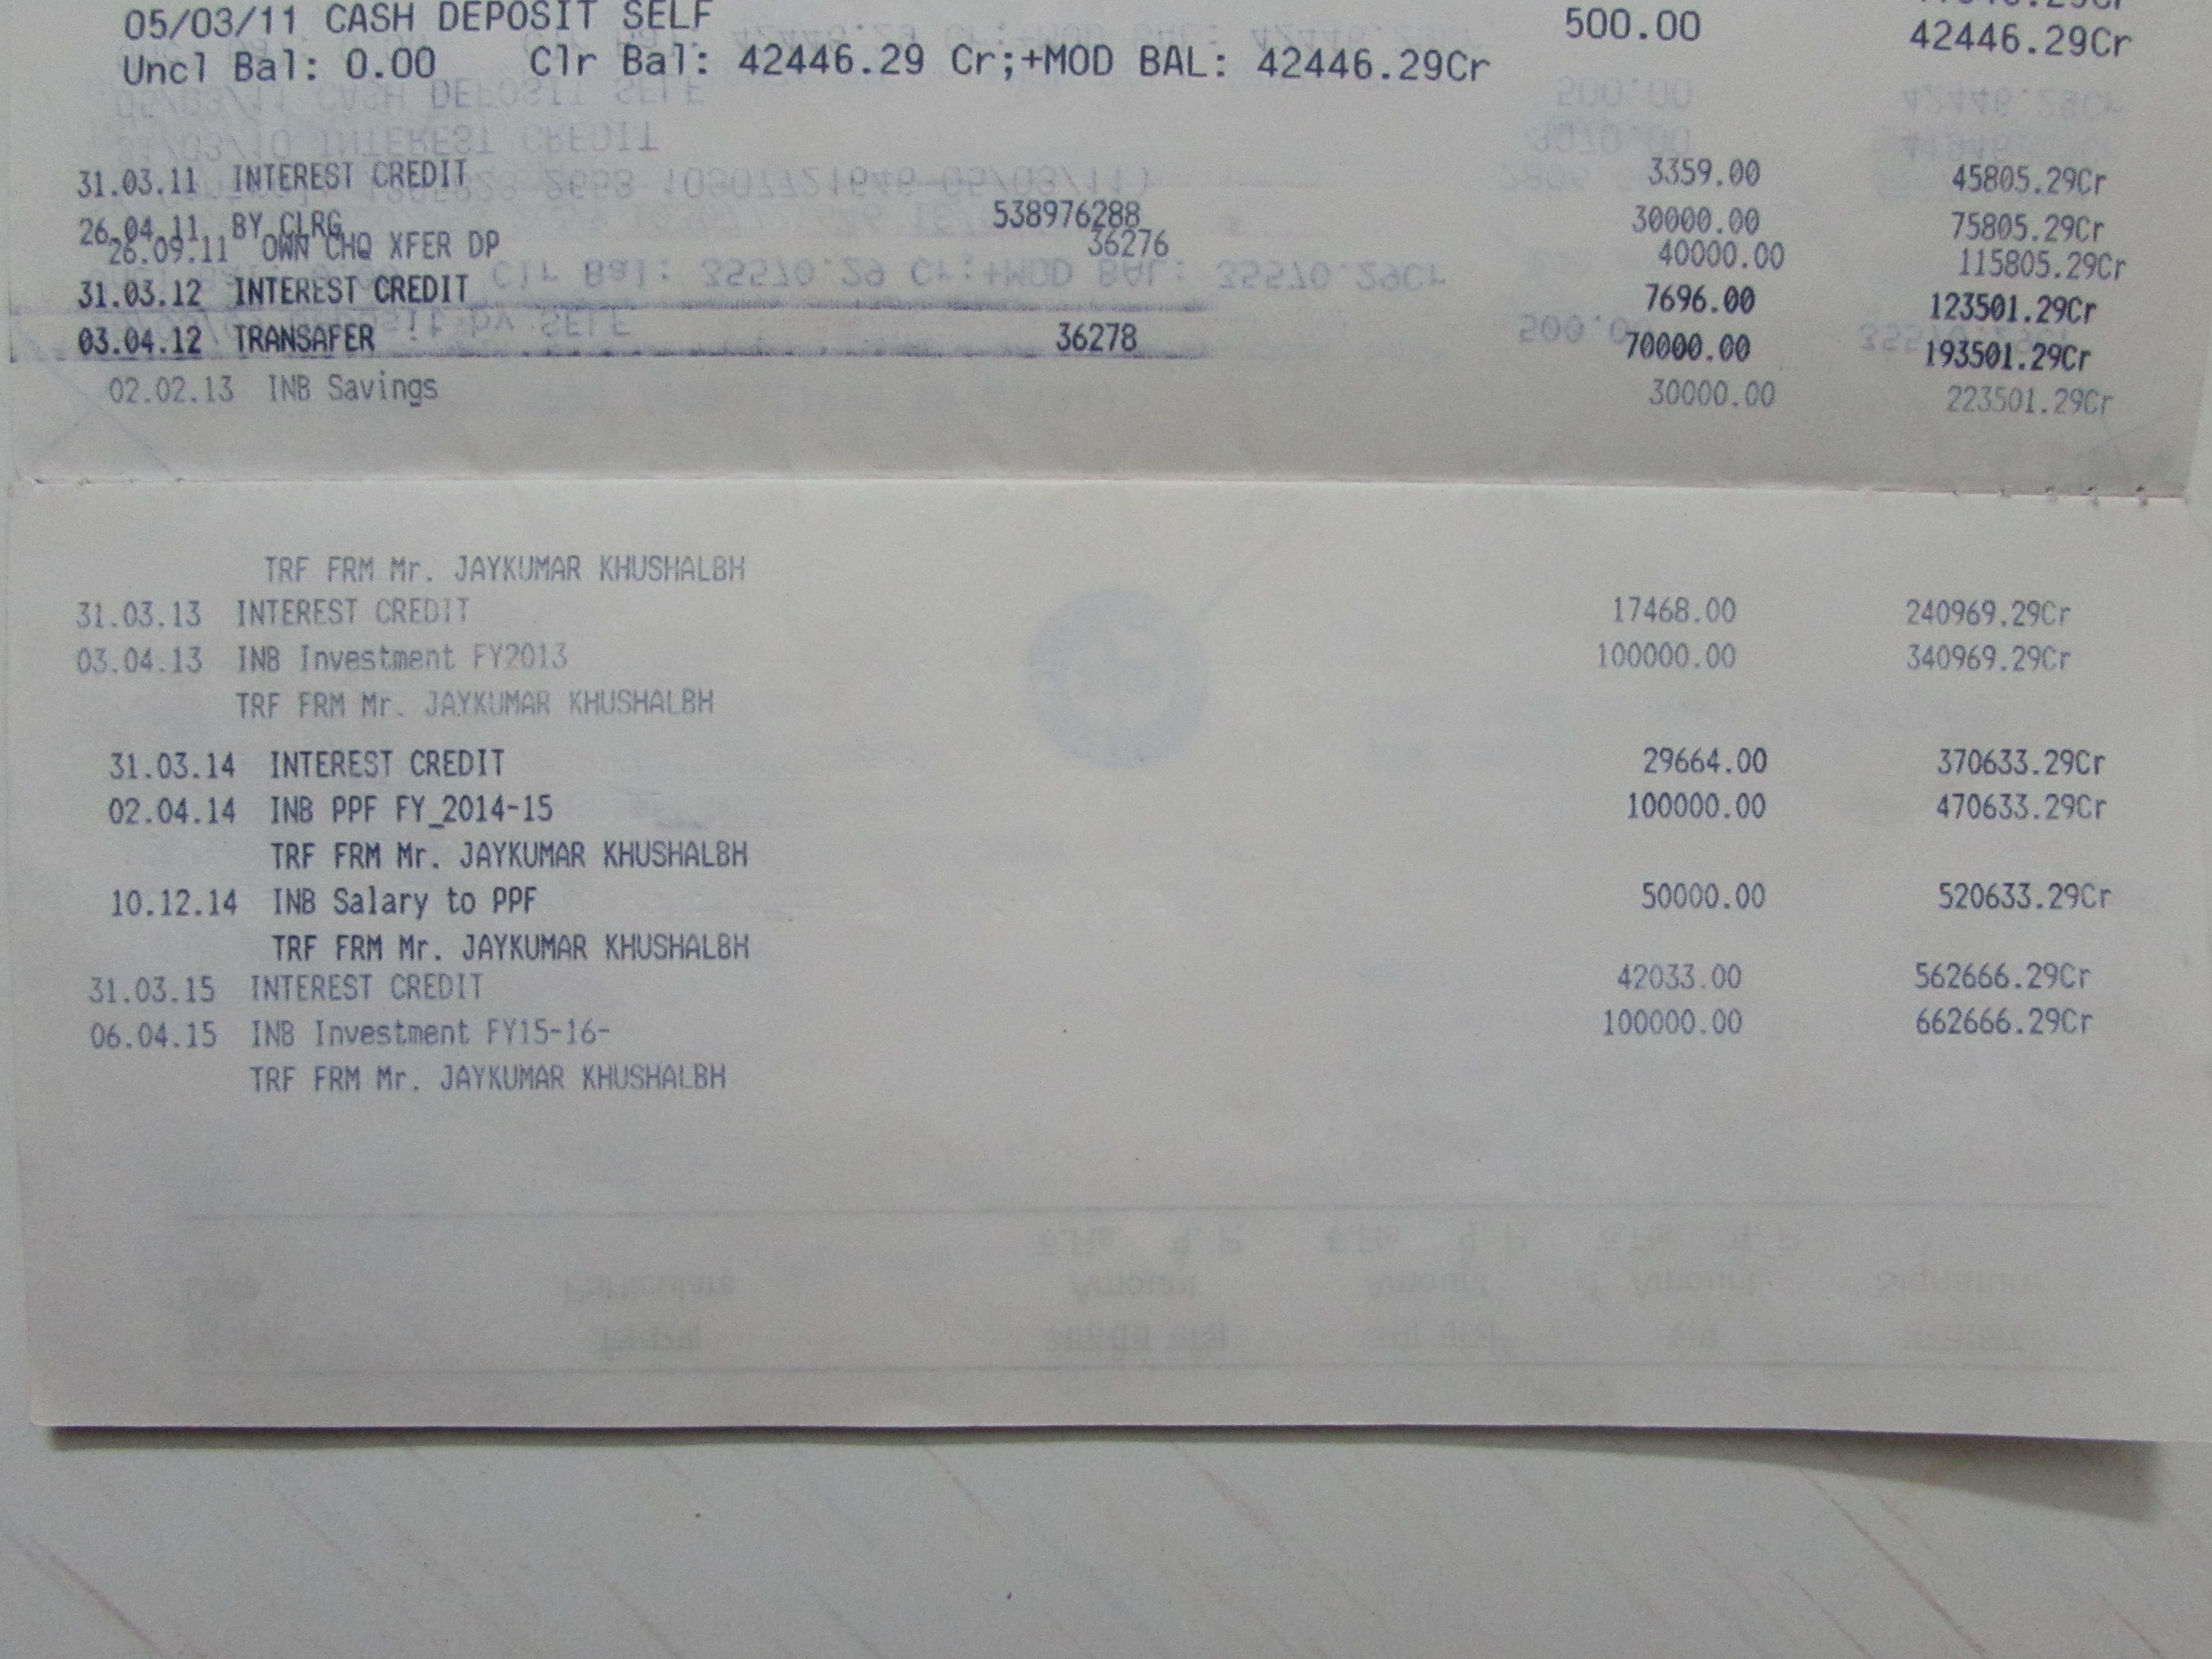 05/03/11 CASH DEPOSIT SELF 500.00 42446.29Cr
Uncl Bal: 0.00 Clr Bal: 42446.29 Cr;+MOD BAL: 42446.29Cr
31.03.11 INTEREST CREDIT 3359.00 45805.29Cr
26.04.11 BY CLRG 538976288 30000.00 75805.29Cr
26.09.11 OWN CHQ XFER DP 36276 40000.00 115805.29Cr
31.03.12 INTEREST CREDIT 7696.00 123501.29Cr
03.04.12 TRANSAFER 36278 70000.00 193501.29Cr
02.02.13 INB Savings 30000.00 223501.29Cr
TRF FRM Mr. JAYKUMAR KHUSHALBH
31.03.13 INTEREST CREDIT 17468.00 240969.29Cr
03.04.13 INB Investment FY2013 100000.00 340969.29Cr
TRF FRM Mr. JAYKUMAR KHUSHALBH
31.03.14 INTEREST CREDIT 29664.00 370633.29Cr
02.04.14 INB PPF FY_2014-15 100000.00 470633.29Cr
TRF FRM Mr. JAYKUMAR KHUSHALBH
10.12.14 INB Salary to PPF 50000.00 520633.29Cr
TRF FRM Mr. JAYKUMAR KHUSHALBH
31.03.15 INTEREST CREDIT 42033.00 562666.29Cr
06.04.15 INB Investment FY15-16- 100000.00 662666.29Cr
TRF FRM Mr. JAYKUMAR KHUSHALBH